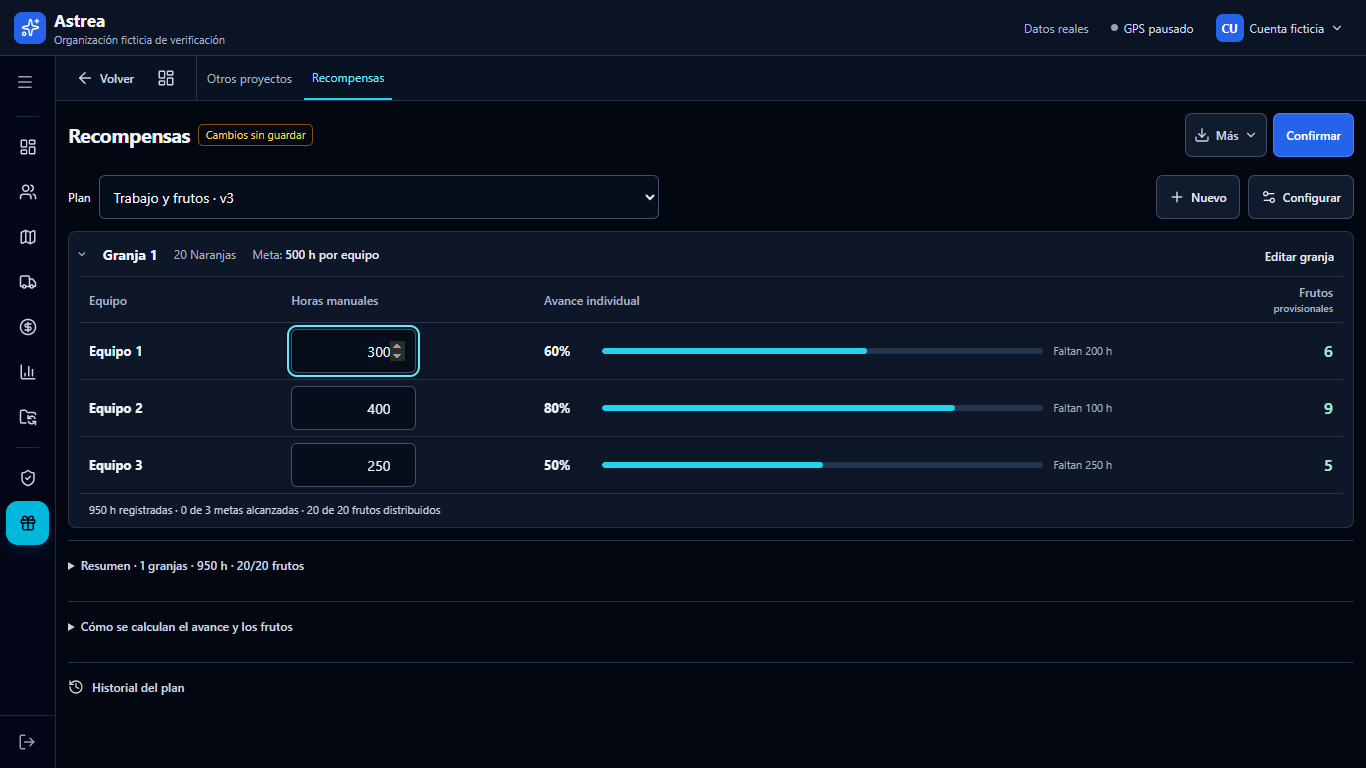 Astrea
Organización ficticia de verificación
Datos reales
GPS pausado
CU
Cuenta ficticia
Volver
Otros proyectos
Recompensas
Recompensas
Cambios sin guardar
Más
Confirmar
Plan
Trabajo y frutos · v3
Nuevo
Configurar
Granja 1
20 Naranjas
Meta: 500 h por equipo
Editar granja
Equipo
Horas manuales
Avance individual
Frutos
provisionales
Equipo 1
300
60%
Faltan 200 h
6
Equipo 2
400
80%
Faltan 100 h
9
Equipo 3
250
50%
Faltan 250 h
5
950 h registradas · 0 de 3 metas alcanzadas · 20 de 20 frutos distribuidos
Resumen · 1 granjas · 950 h · 20/20 frutos
Cómo se calculan el avance y los frutos
Historial del plan